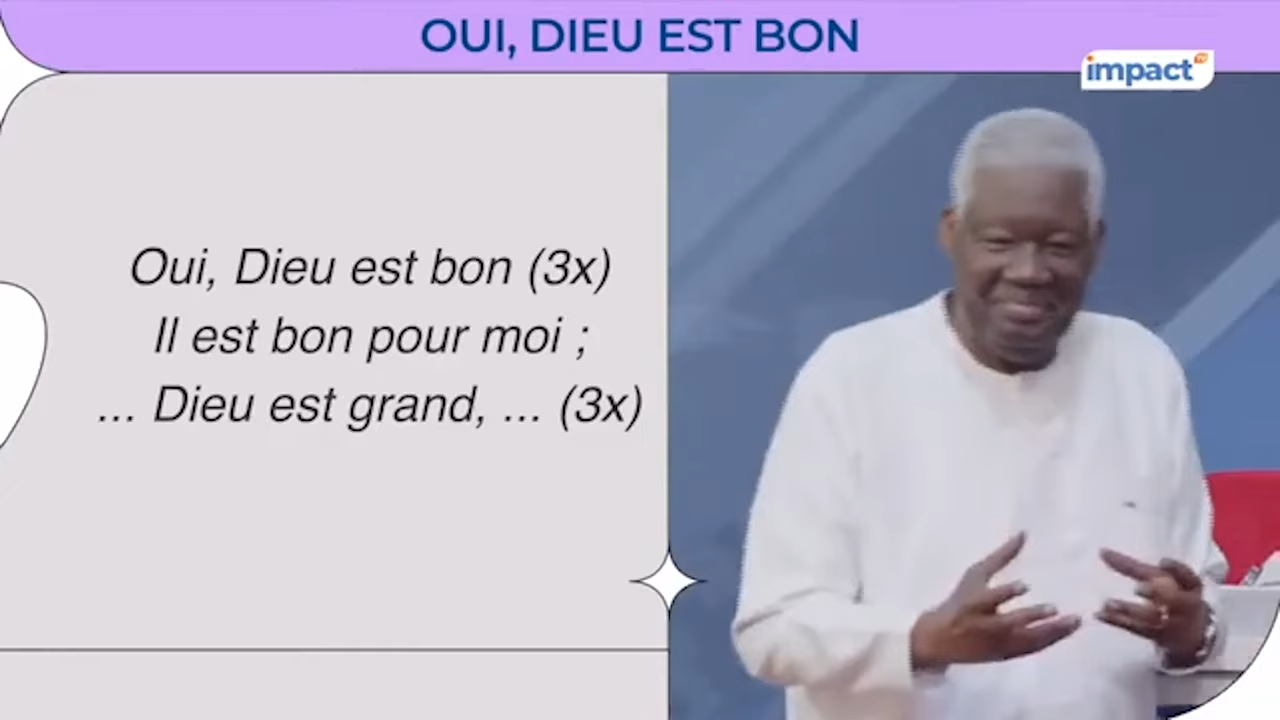 OUI, DIEU EST BON
impact TV
Oui, Dieu est bon (3x)
Il est bon pour moi ;
... Dieu est grand, ... (3x)